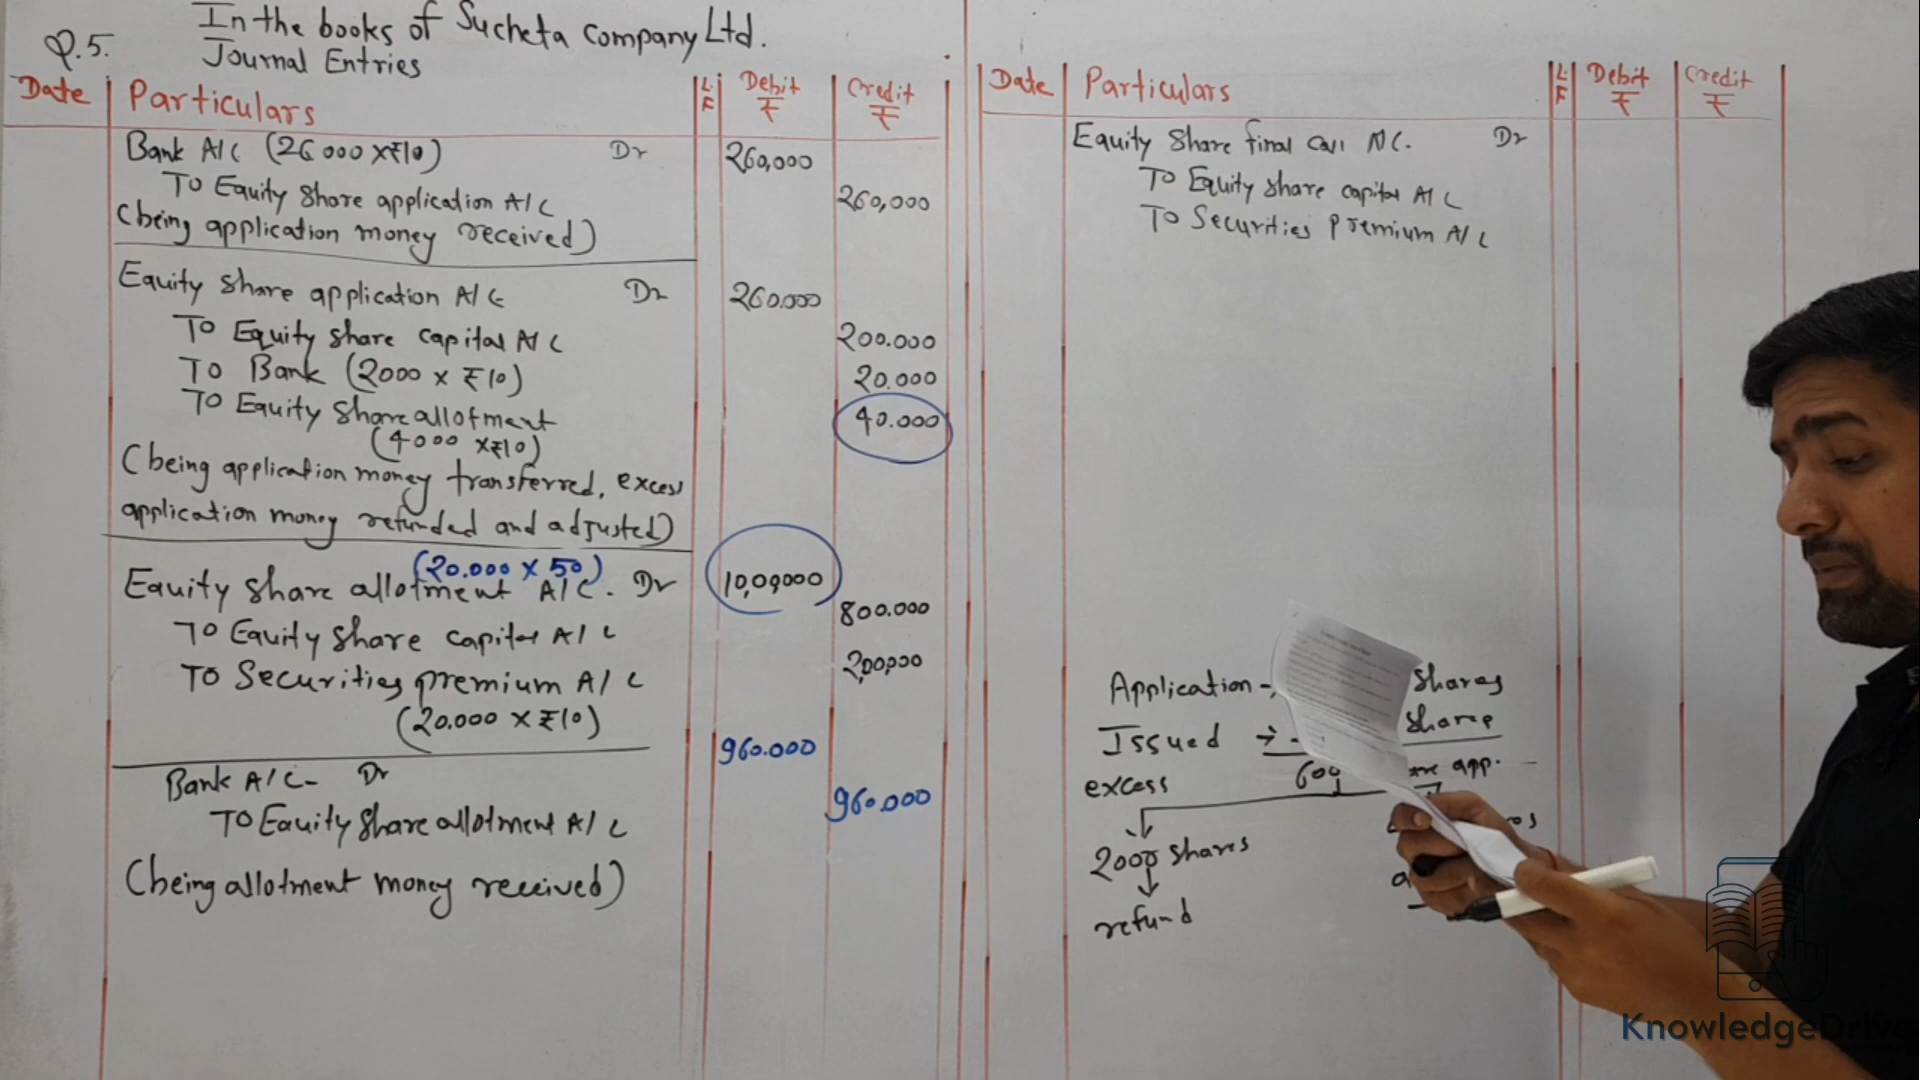 Q.5.
In the books of Sucheta Company Ltd.
Journal Entries
Date Particulars L.F Debit ₹ Credit ₹
Bank A/C (26000 x ₹10) Dr 260,000
To Equity share application A/C 260,000
(being application money received)
Equity share application A/C Dr 260.000
To Equity share capital A/C 200.000
To Bank (2000 x ₹10) 20.000
To Equity share allotment 40.000
(4000 x ₹10)
(being application money transferred, excess
application money refunded and adjusted)
(20.000 x 50)
Equity share allotment A/C. Dr 10,00,000
To Equity share capital A/C 800.000
To Securities premium A/C 2,00,000
(20.000 x ₹10)
Bank A/C- Dr 960.000
To Equity share allotment A/C 960.000
(being allotment money received)
Date Particulars L.F Debit ₹ Credit ₹
Equity share final call A/C. Dr
To Equity share capital A/C
To Securities premium A/C
Application - shares
Issued → share
excess 600 app.
2000 shares
refund
KnowledgeDrive